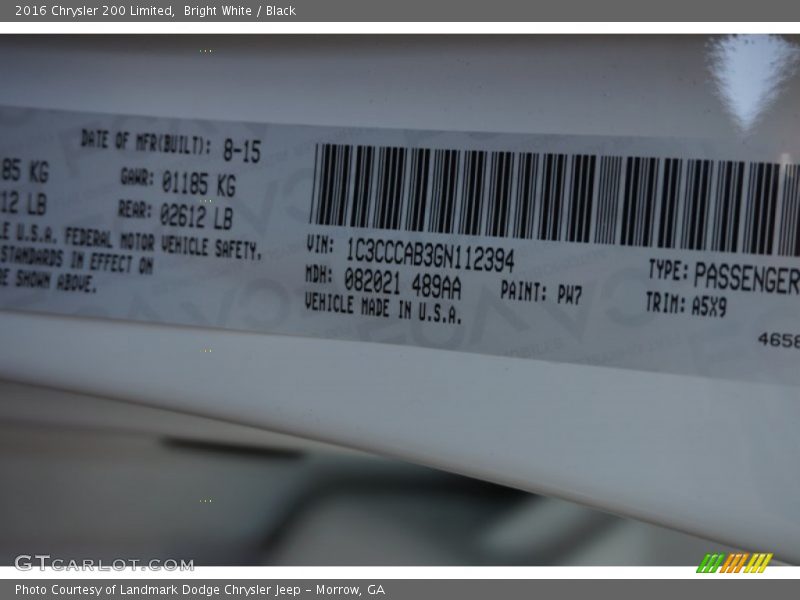 2016 Chrysler 200 Limited,  Bright White / Black
DATE OF MFR(BUILT): 8-15
85 KG GAWR: 01185 KG
12 LB REAR: 02612 LB
E U.S.A. FEDERAL MOTOR VEHICLE SAFETY.
STANDARDS IN EFFECT ON
E SHOWN ABOVE.
VIN: 1C3CCCAB3GN112394
MDH: 082021 489AA
PAINT: PW7
VEHICLE MADE IN U.S.A.
TYPE: PASSENGER
TRIM: A5X9
4658
GTCARLOT.COM
Photo Courtesy of Landmark Dodge Chrysler Jeep – Morrow, GA